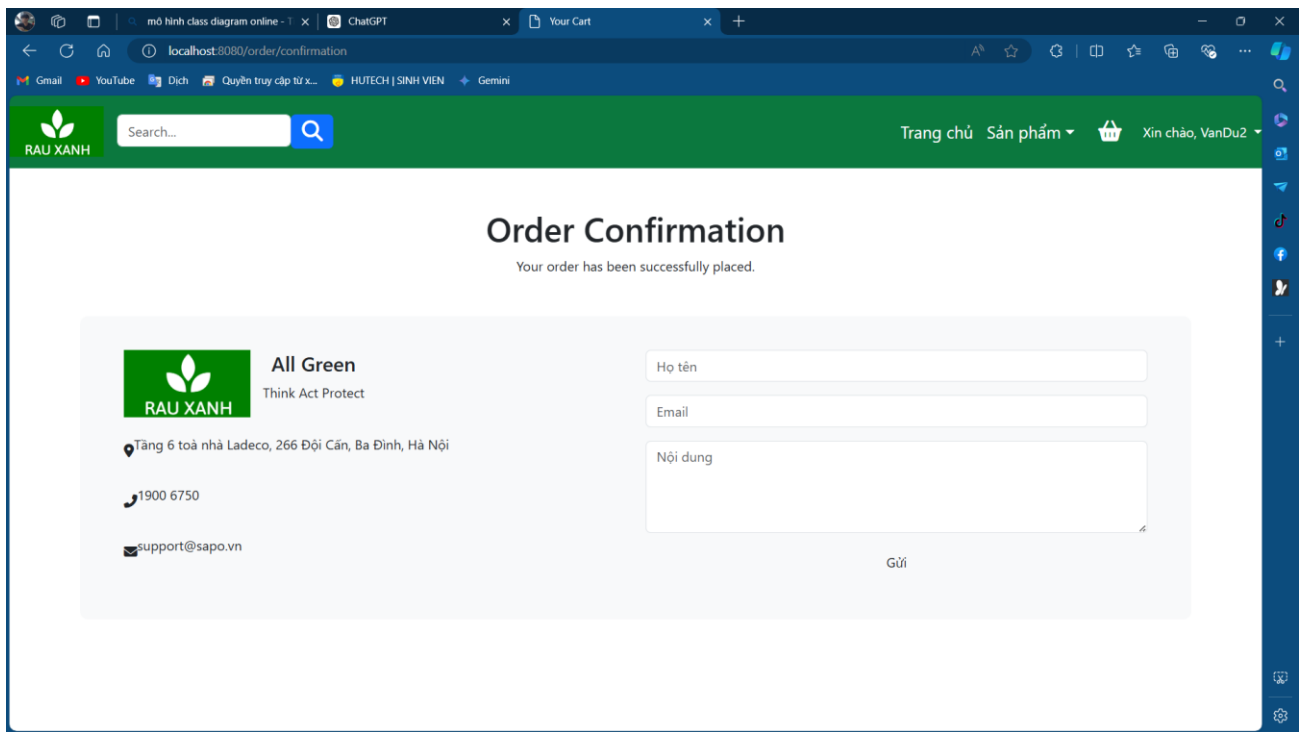 mô hình class diagram online - T
ChatGPT
Your Cart
localhost:8080/order/confirmation
Gmail
YouTube
Dịch
Quyền truy cập từ x...
HUTECH | SINH VIEN
Gemini
RAU XANH
Search...
Trang chủ
Sản phẩm
Xin chào, VanDu2
Order Confirmation
Your order has been successfully placed.
RAU XANH
All Green
Think Act Protect
Tầng 6 toà nhà Ladeco, 266 Đội Cấn, Ba Đình, Hà Nội
1900 6750
support@sapo.vn
Họ tên
Email
Nội dung
Gửi